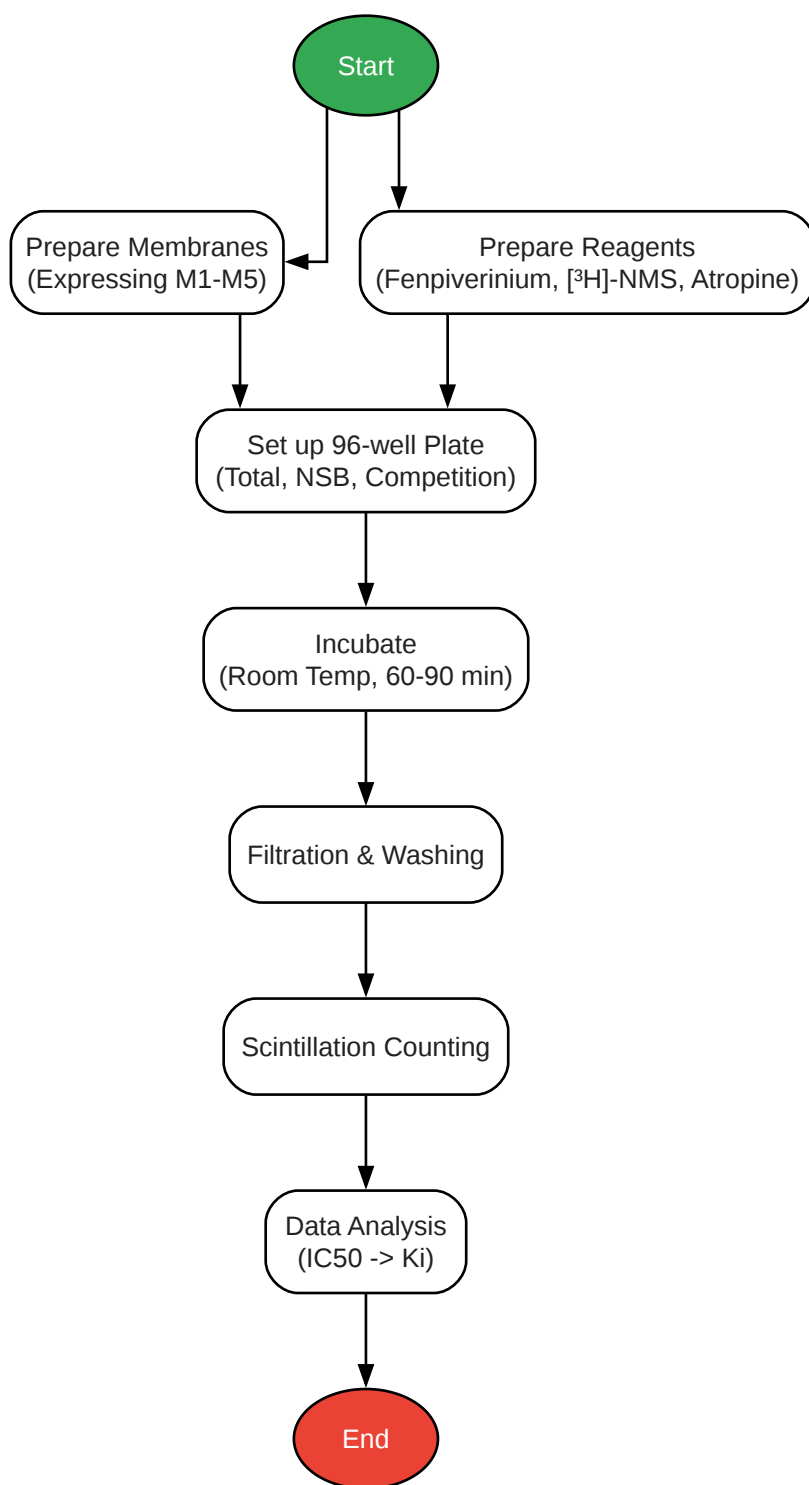 Start
Prepare Membranes
(Expressing M1-M5)
Prepare Reagents
(Fenpiverinium, [³H]-NMS, Atropine)
Set up 96-well Plate
(Total, NSB, Competition)
Incubate
(Room Temp, 60-90 min)
Filtration & Washing
Scintillation Counting
Data Analysis
(IC50 -> Ki)
End